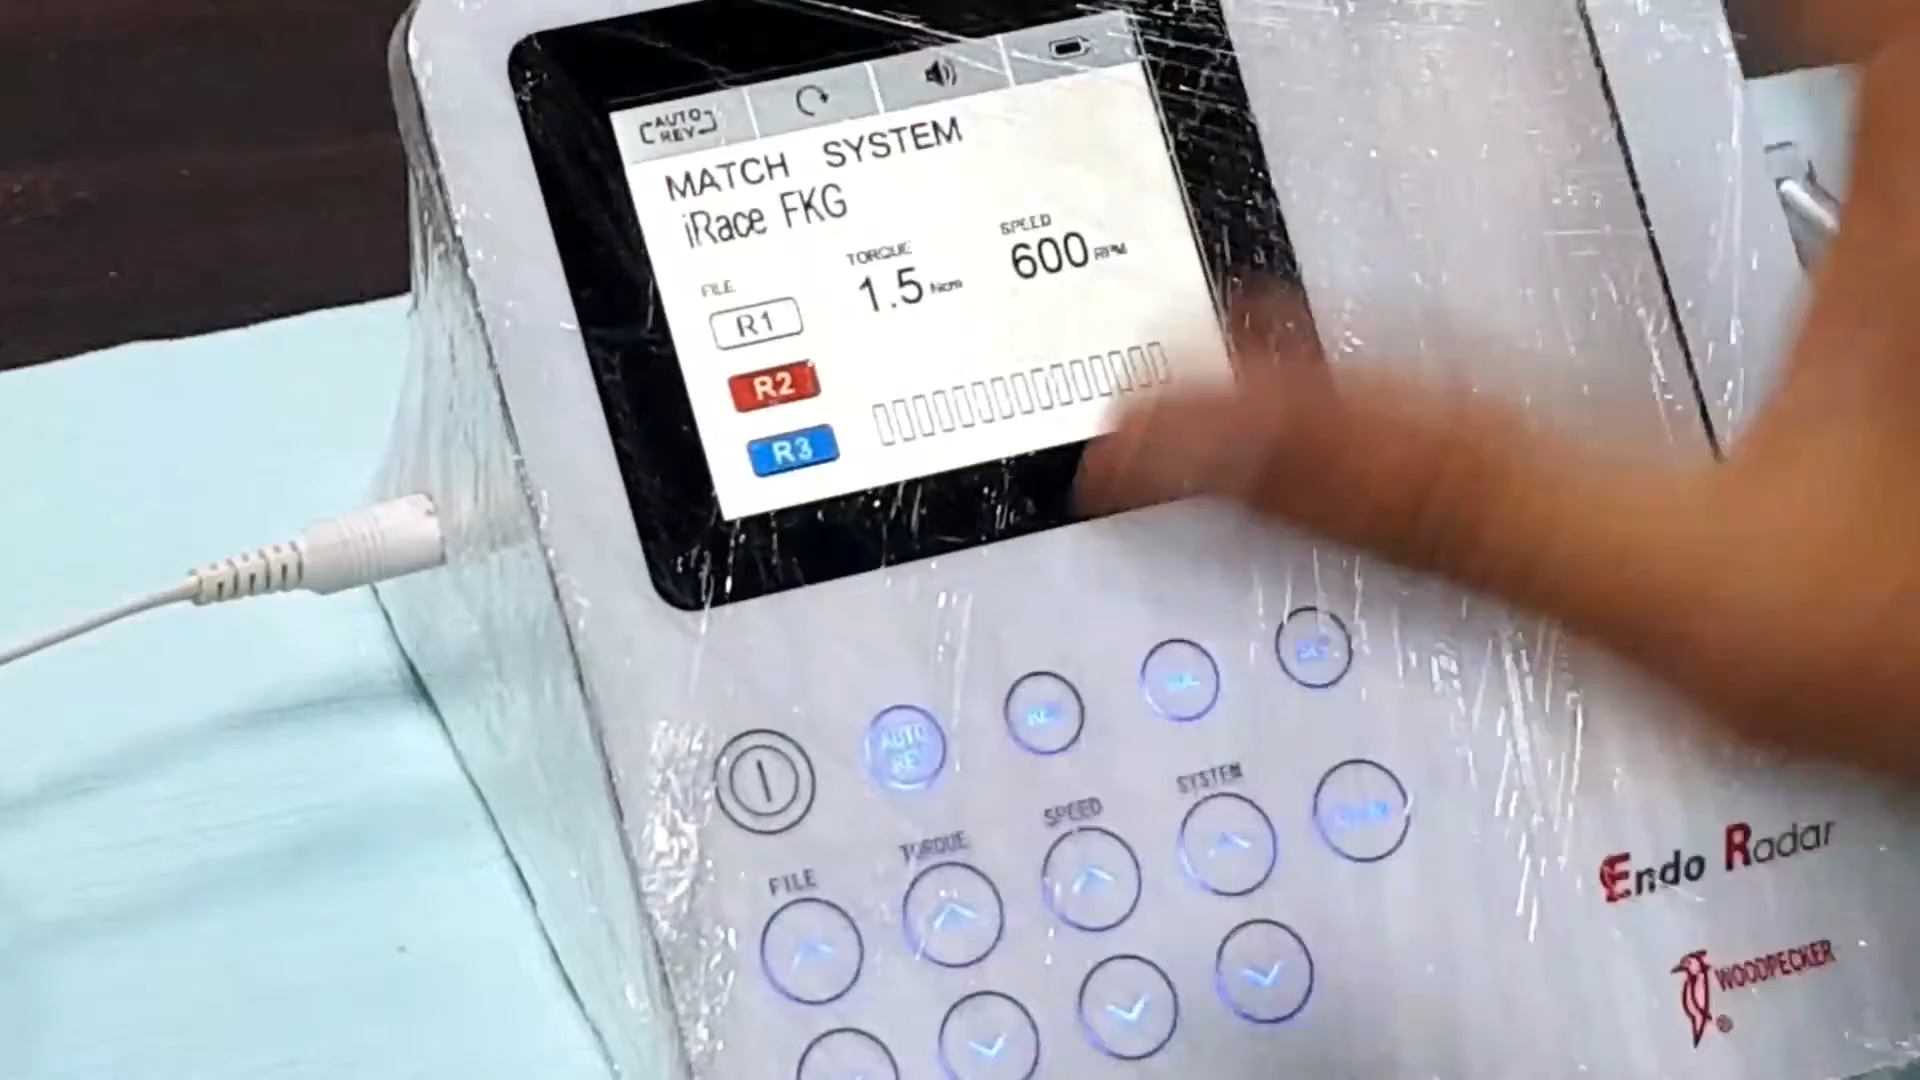 AUTO
REV
MATCH SYSTEM
iRace FKG
FILE
TORQUE
SPEED
1.5 Ncm
600 RPM
R1
R2
R3
AUTO
REV
SYSTEM
SPEED
TORQUE
FILE
Endo Radar
WOODPECKER
®